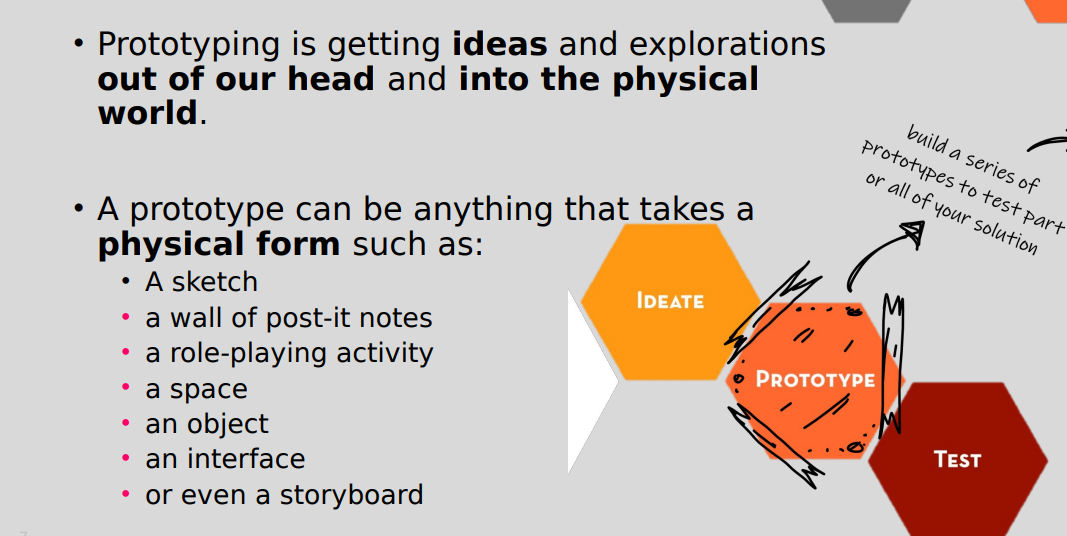 • Prototyping is getting ideas and explorations
out of our head and into the physical
world.
• A prototype can be anything that takes a
physical form such as:
• A sketch
• a wall of post-it notes
• a role-playing activity
• a space
• an object
• an interface
• or even a storyboard
build a series of
prototypes to test part
or all of your solution
IDEATE
PROTOTYPE
TEST
7